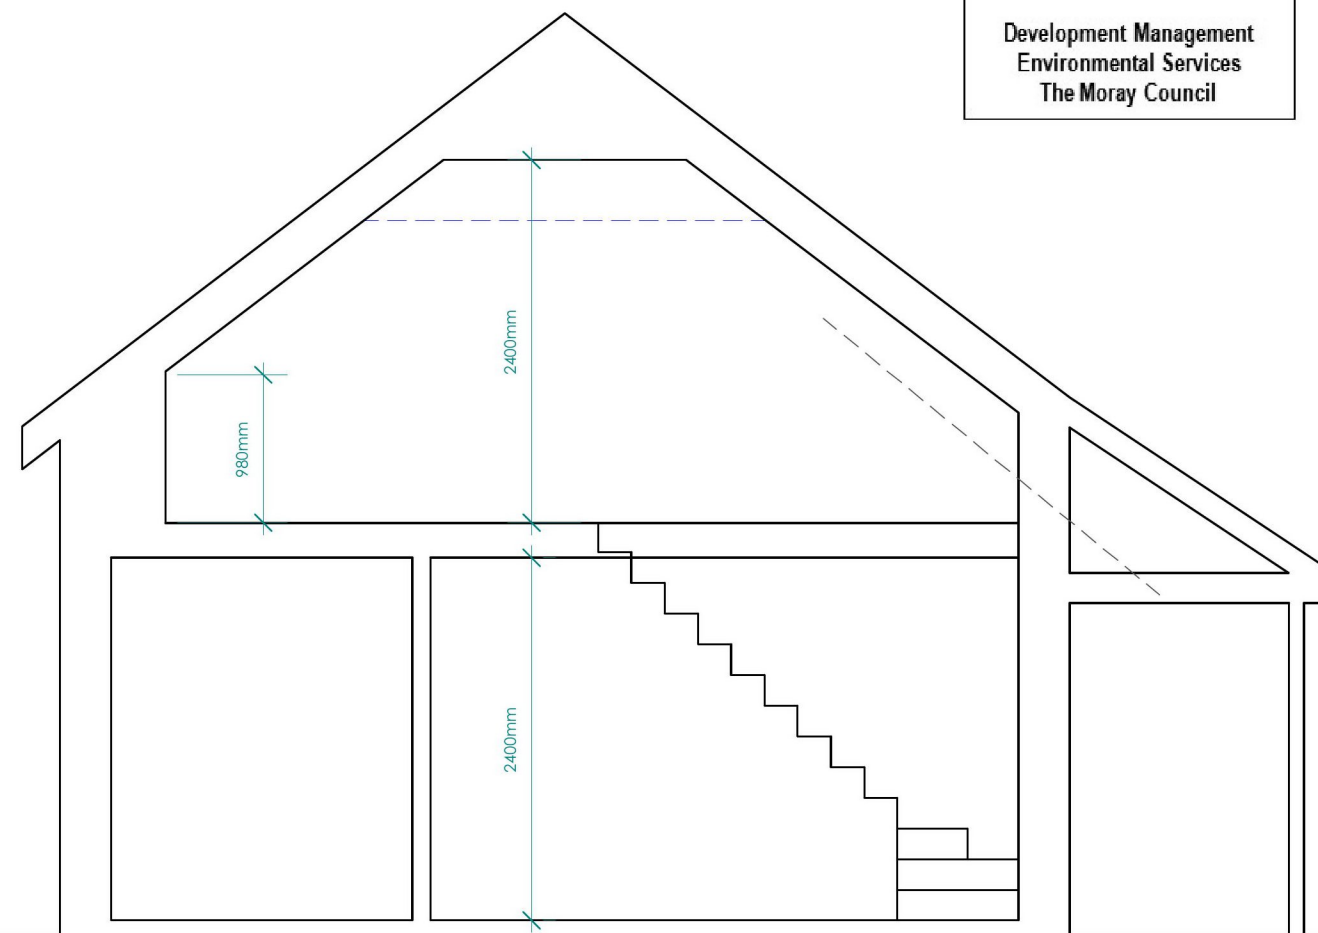 Development Management
Environmental Services
The Moray Council
2400mm
980mm
2400mm